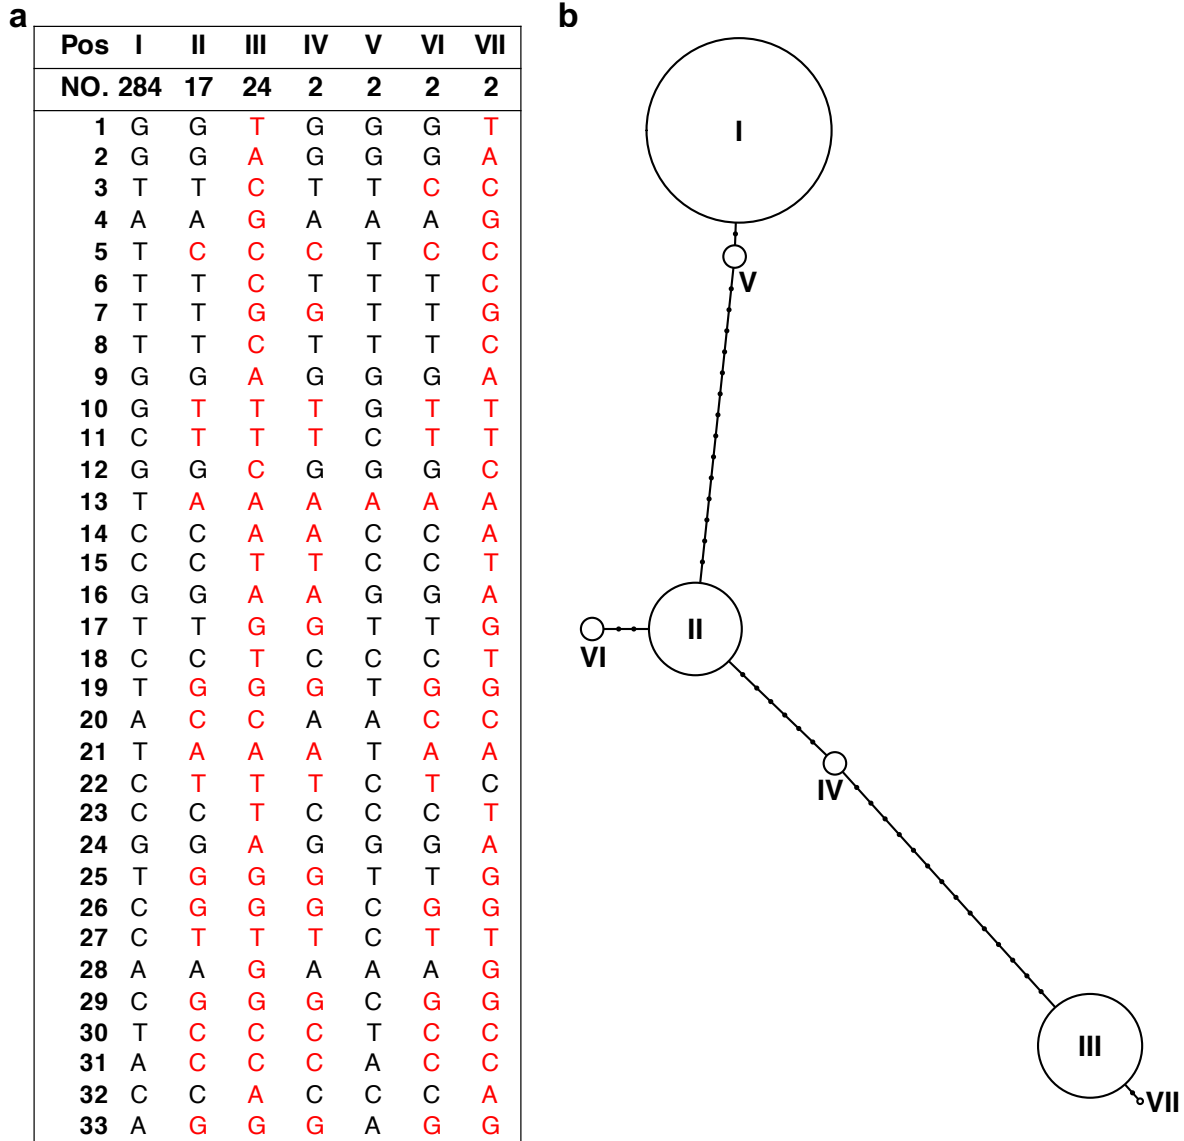 a
Pos I II III IV V VI VII
NO. 284 17 24 2 2 2 2
1 G G T G G G T
2 G G A G G G A
3 T T C T T C C
4 A A G A A A G
5 T C C C T C C
6 T T C T T T C
7 T T G G T T G
8 T T C T T T C
9 G G A G G G A
10 G T T T G T T
11 C T T T C T T
12 G G C G G G C
13 T A A A A A A
14 C C A A C C A
15 C C T T C C T
16 G G A A G G A
17 T T G G T T G
18 C C T C C C T
19 T G G G T G G
20 A C C A A C C
21 T A A A T A A
22 C T T T C T C
23 C C T C C C T
24 G G A G G G A
25 T G G G T T G
26 C G G G C G G
27 C T T T C T T
28 A A G A A A G
29 C G G G C G G
30 T C C C T C C
31 A C C C A C C
32 C C A C C C A
33 A G G G A G G
b
I
V
II
VI
IV
III
VII